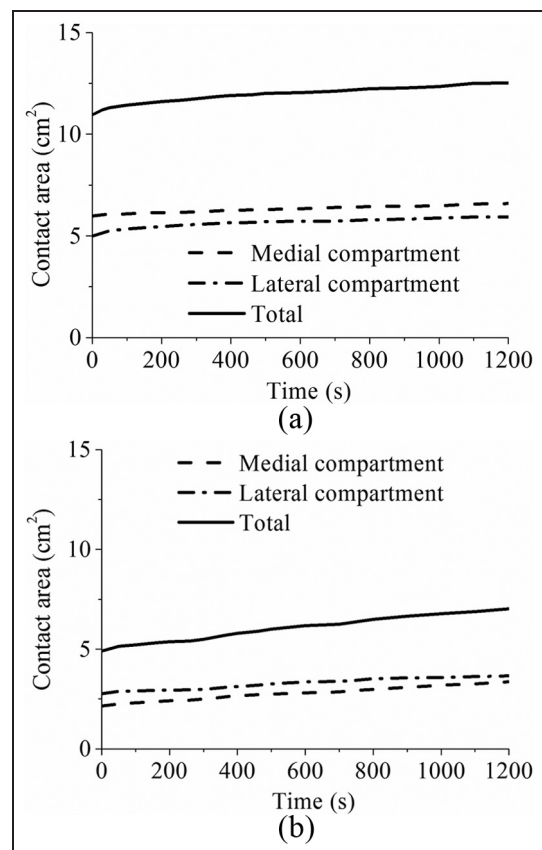 15
10
5
0
Contact area (cm²)
Medial compartment
Lateral compartment
Total
0 200 400 600 800 1000 1200
Time (s)
(a)
15
10
5
0
Contact area (cm²)
Medial compartment
Lateral compartment
Total
0 200 400 600 800 1000 1200
Time (s)
(b)